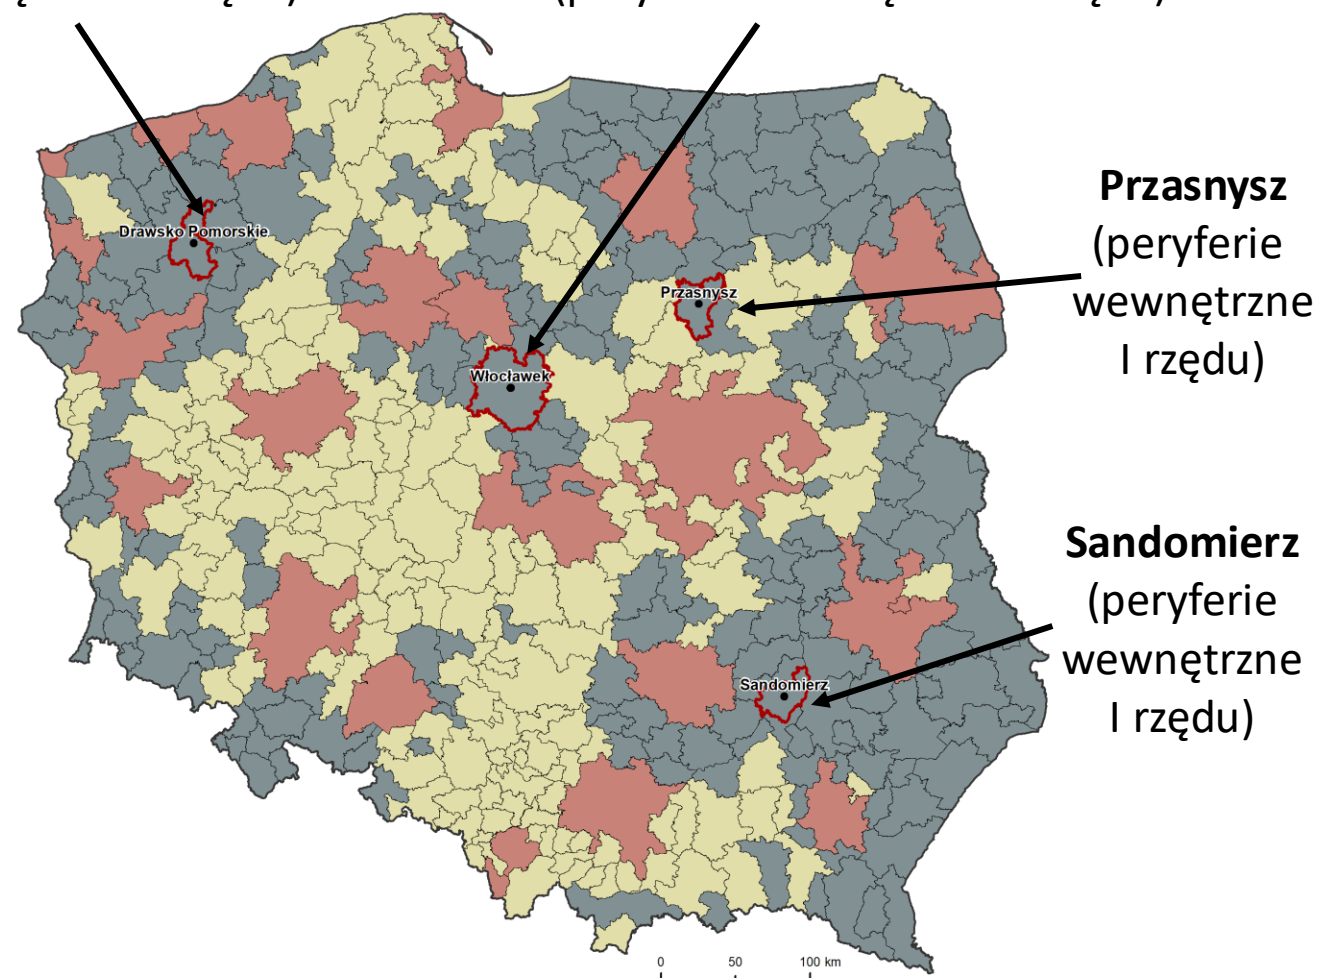 Drawsko Pomorskie
Włocławek
Przasnysz
Sandomierz
Przasnysz
(peryferie
wewnętrzne
I rzędu)
Sandomierz
(peryferie
wewnętrzne
I rzędu)
0 50 100 km